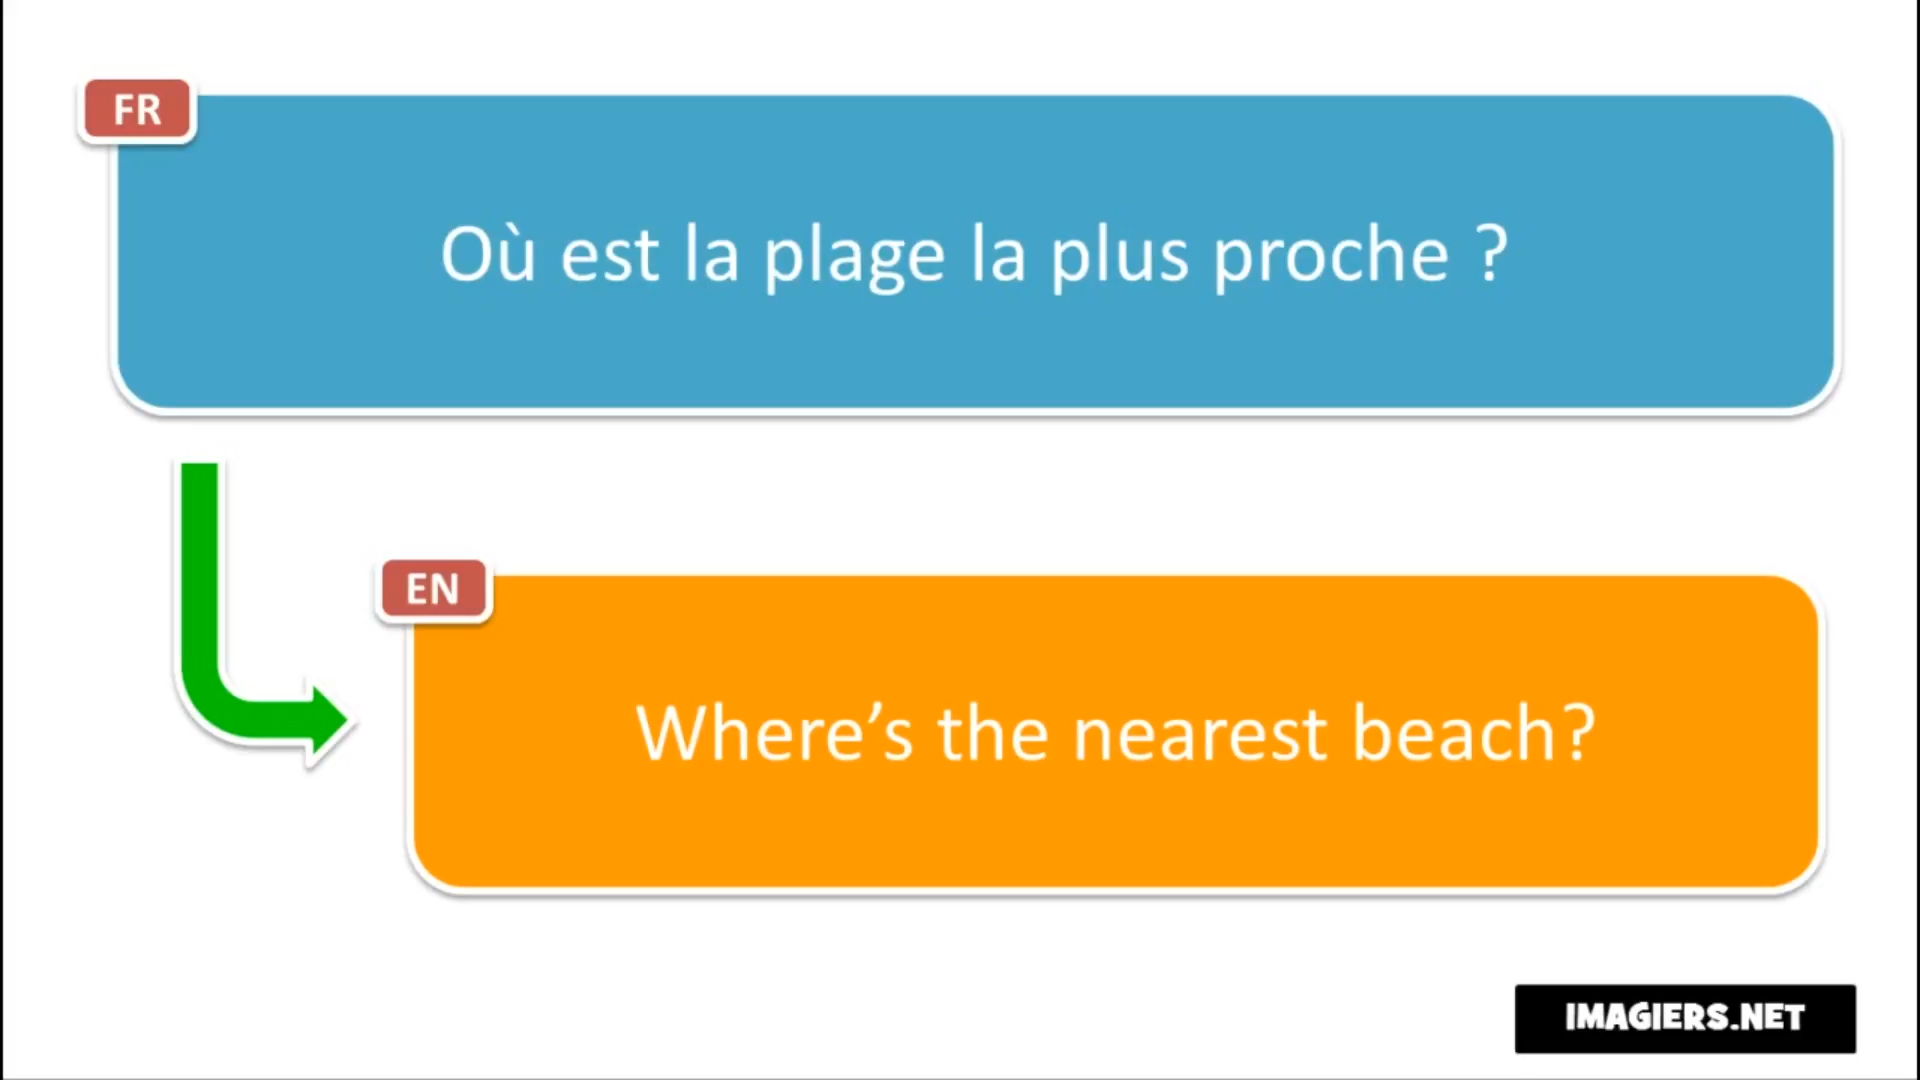 FR
Où est la plage la plus proche ?
EN
Where’s the nearest beach?
IMAGIERS.NET